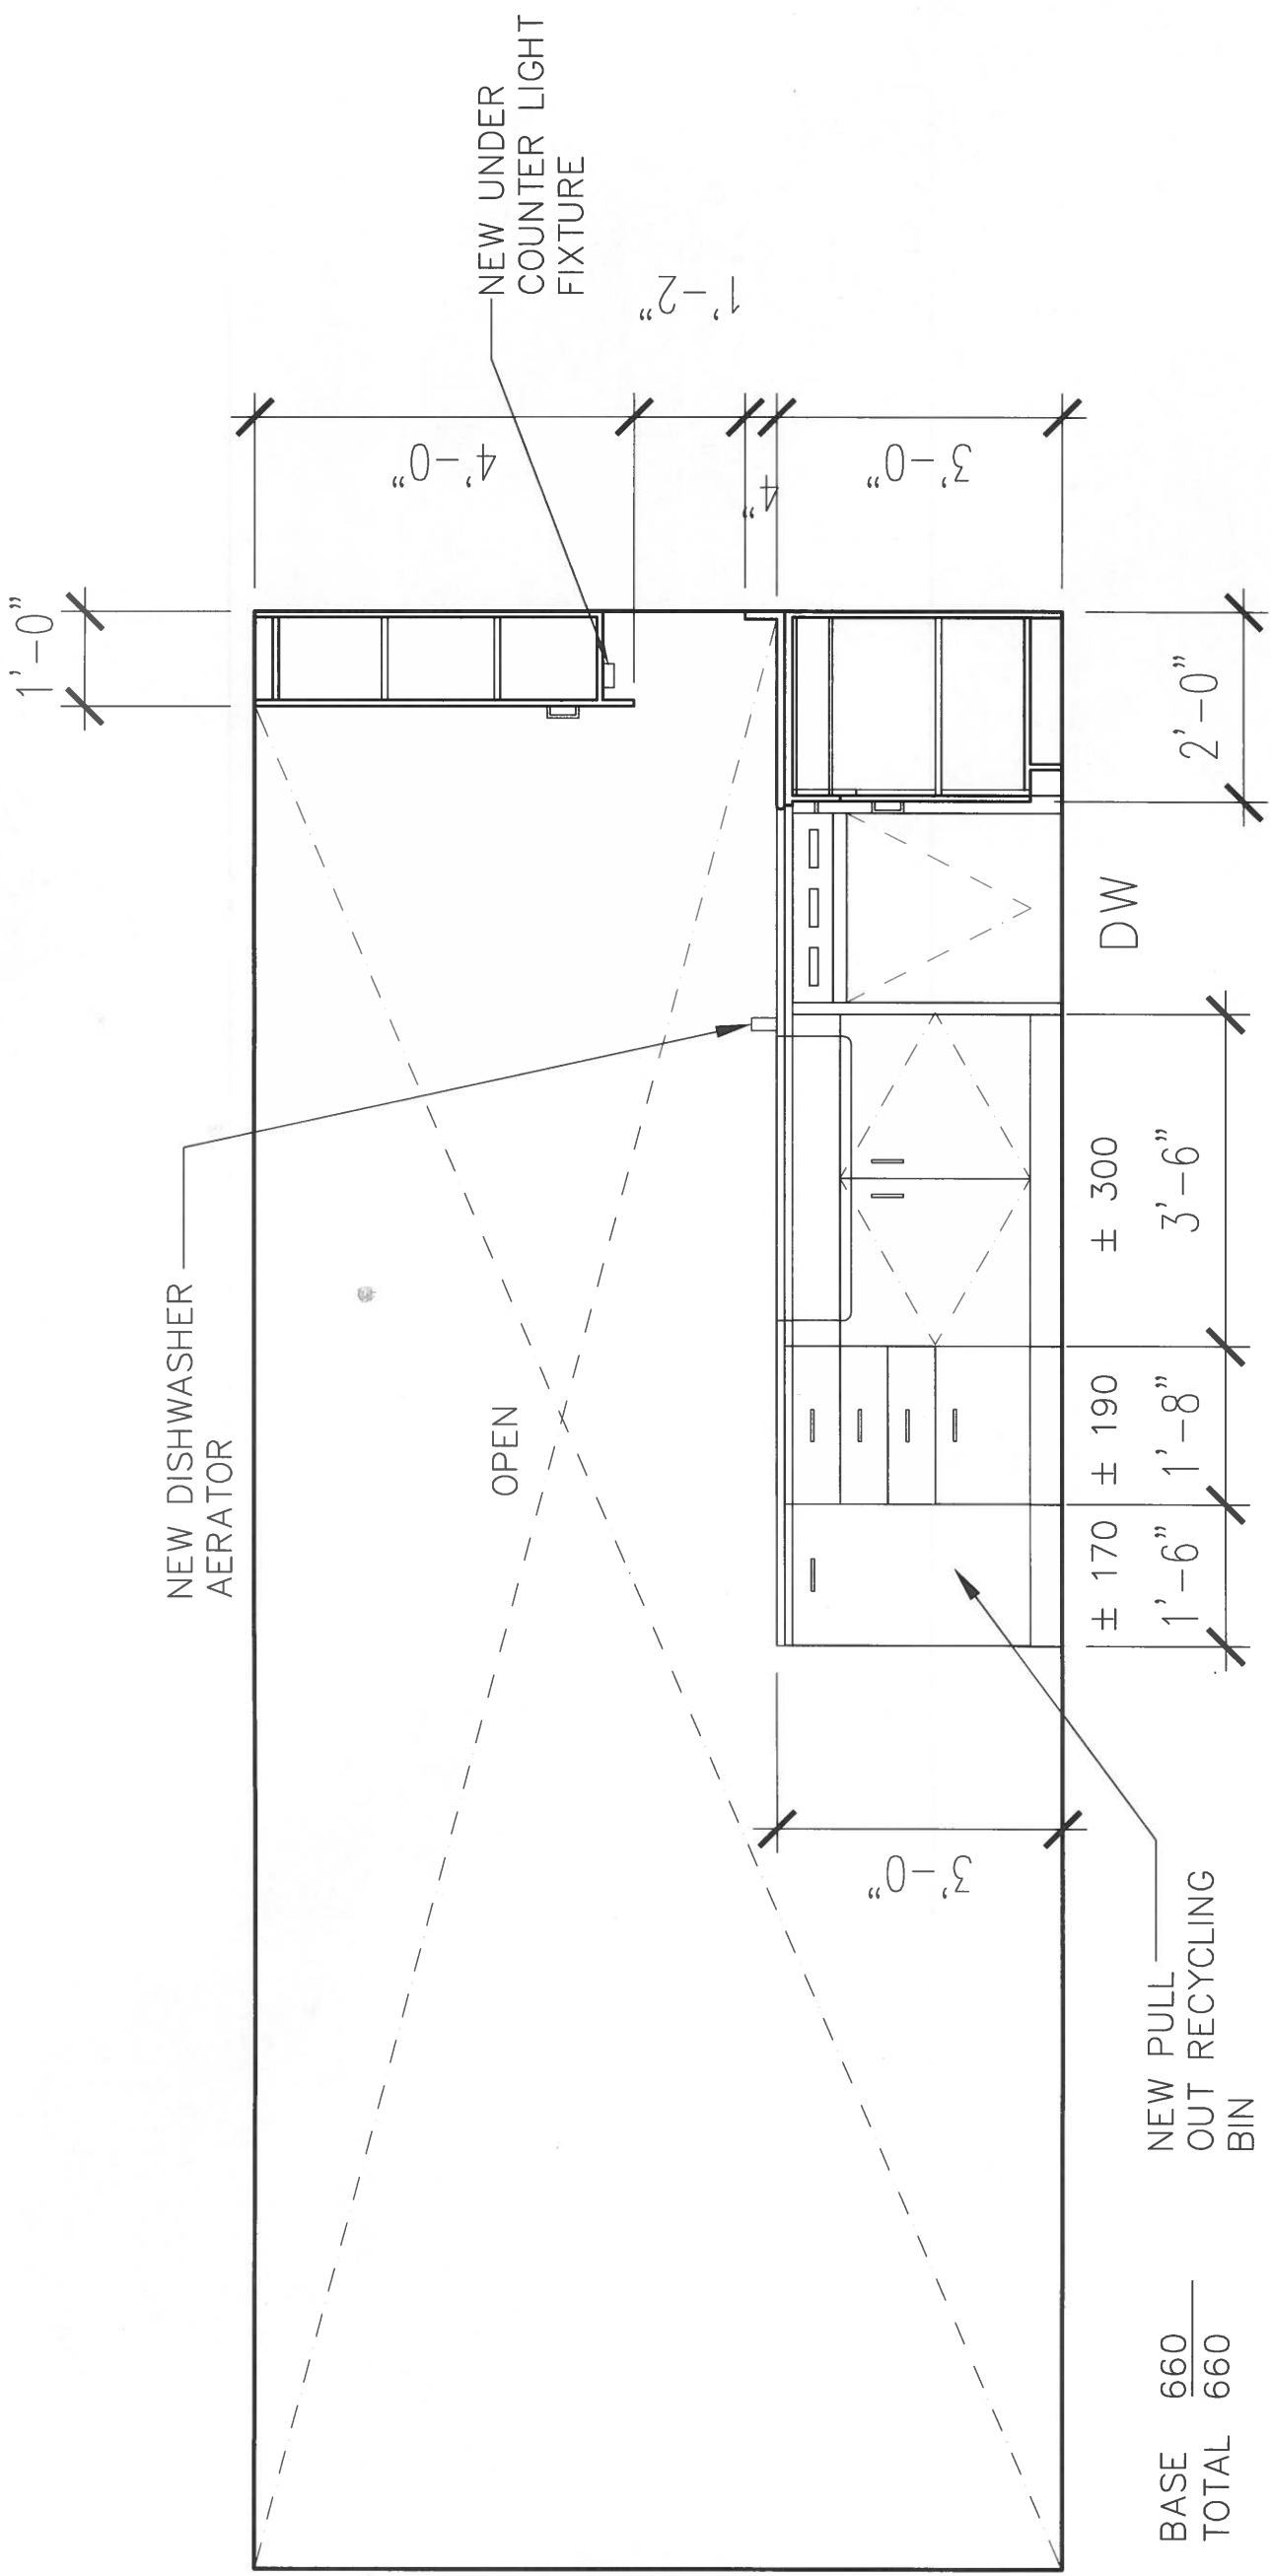 NEW DISHWASHER
AERATOR
OPEN
NEW UNDER
COUNTER LIGHT
FIXTURE
1'-0"
4'-0"
1'-2"
4"
3'-0"
3'-0"
2'-0"
DW
± 170
± 190
± 300
1'-6"
1'-8"
3'-6"
NEW PULL
OUT RECYCLING
BIN
BASE 660
TOTAL 660